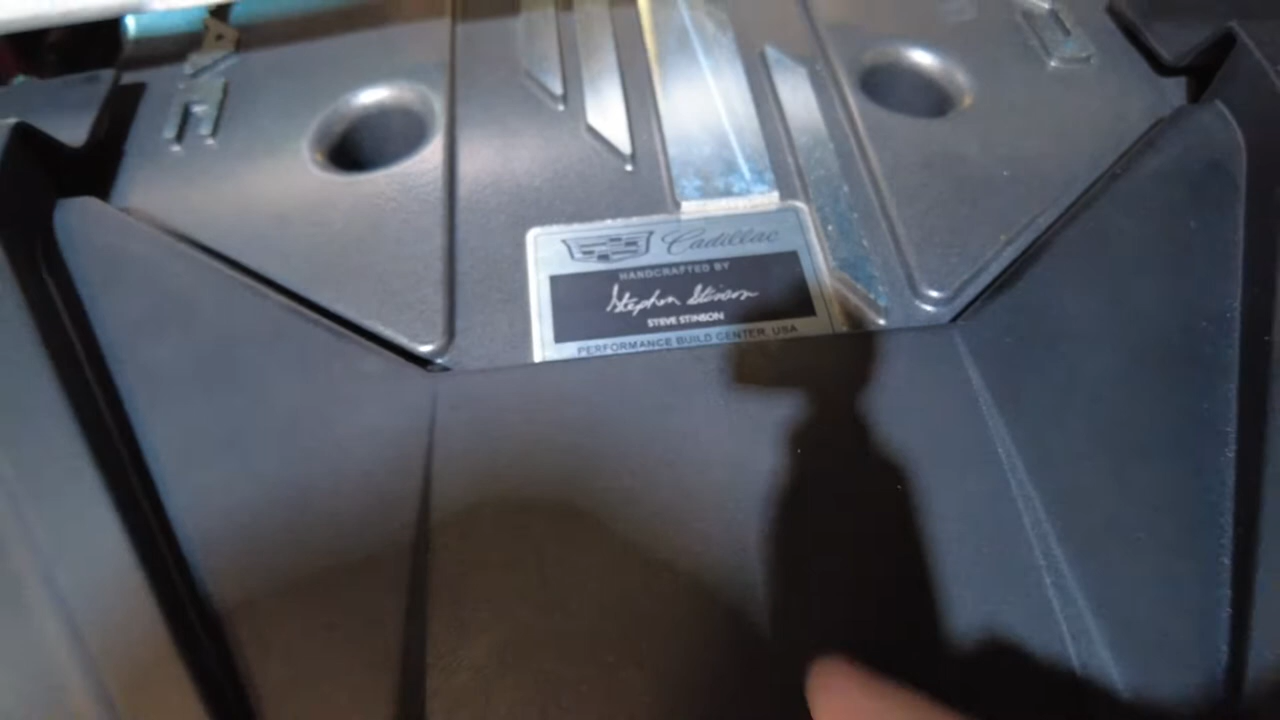 Cadillac
HANDCRAFTED BY
Stephen Stinson
STEVE STINSON
PERFORMANCE BUILD CENTER, USA